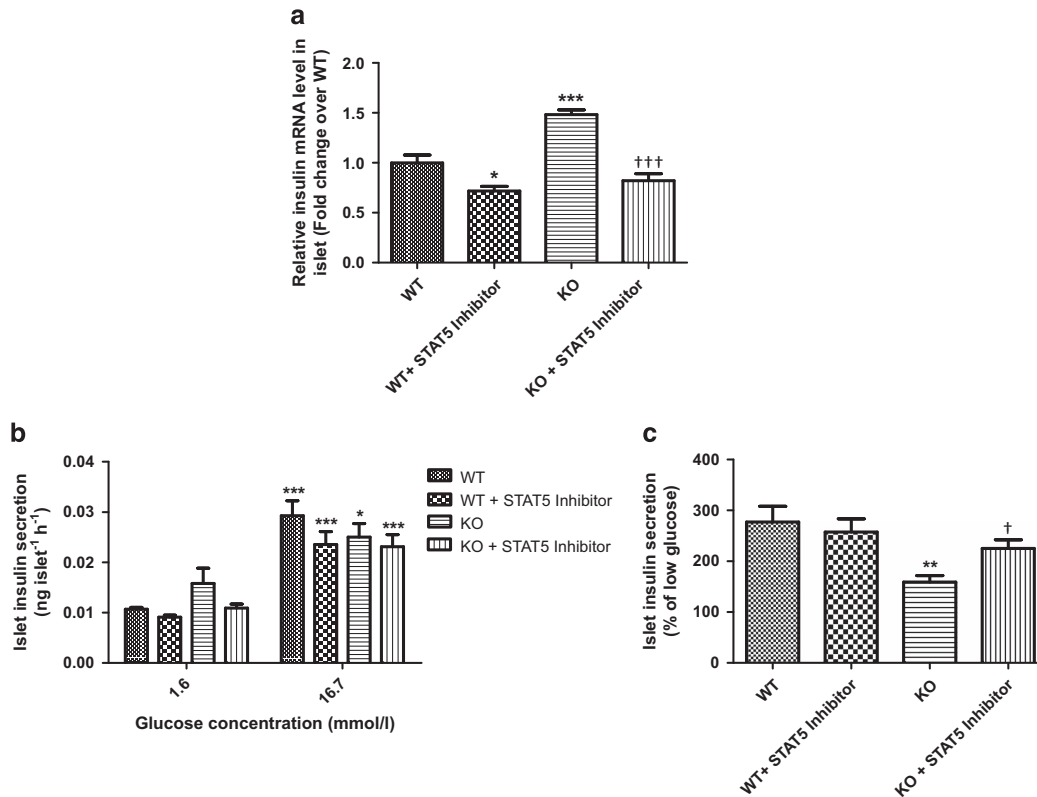 a
Relative insulin mRNA level in
islet (Fold change over WT)
2.0
1.5
1.0
0.5
0.0
*
***
†††
WT
WT+ STAT5 Inhibitor
KO
KO + STAT5 Inhibitor
b
Islet insulin secretion
(ng islet⁻¹ h⁻¹)
0.04
0.03
0.02
0.01
0.00
***
***
*
***
1.6
16.7
Glucose concentration (mmol/l)
WT
WT + STAT5 Inhibitor
KO
KO + STAT5 Inhibitor
c
Islet insulin secretion
(% of low glucose)
400
300
200
100
0
**
†
WT
WT+ STAT5 Inhibitor
KO
KO + STAT5 Inhibitor